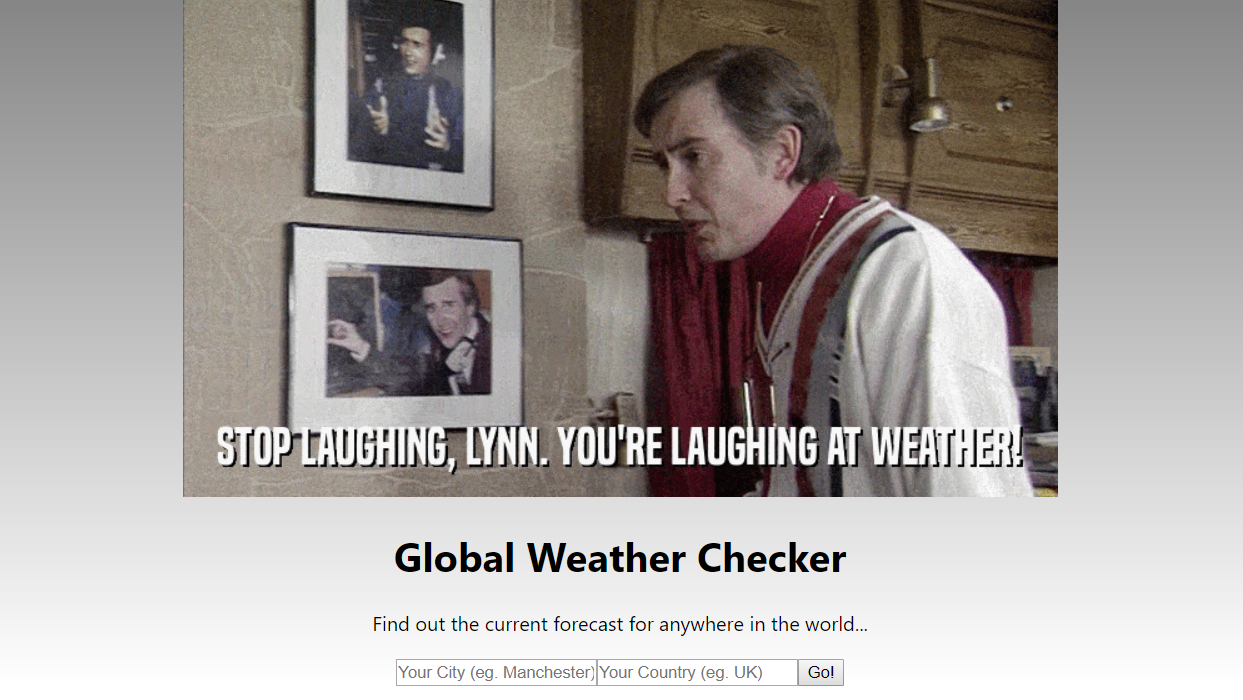 STOP LAUGHING, LYNN. YOU'RE LAUGHING AT WEATHER!
Global Weather Checker
Find out the current forecast for anywhere in the world...
Your City (eg. Manchester) Your Country (eg. UK) Go!